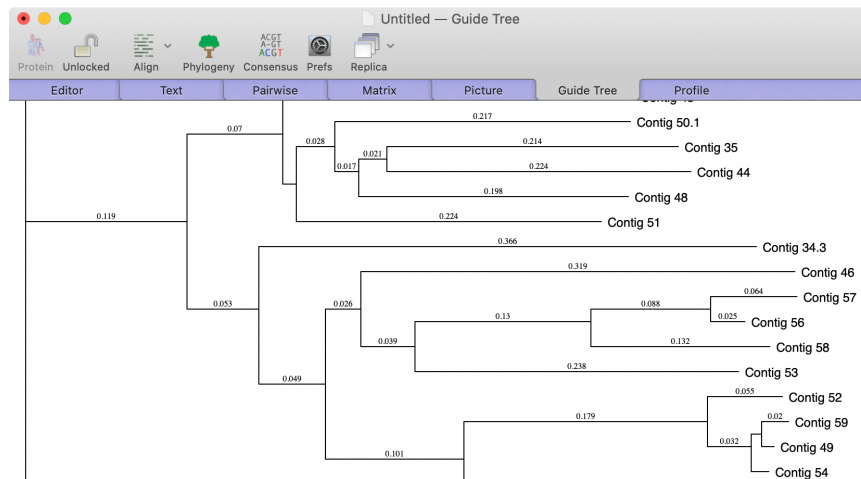 Untitled — Guide Tree
ACGT
A-GT
ACGT
Protein Unlocked Align Phylogeny Consensus Prefs Replica
Editor Text Pairwise Matrix Picture Guide Tree Profile
0.217 Contig 50.1
0.07
0.028
0.214 Contig 35
0.021
0.017
0.224 Contig 44
0.198 Contig 48
0.119
0.224 Contig 51
0.366 Contig 34.3
0.319 Contig 46
0.064 Contig 57
0.053
0.026
0.088
0.13
0.025 Contig 56
0.039
0.132 Contig 58
0.238 Contig 53
0.049
0.055 Contig 52
0.179
0.02 Contig 59
0.032
Contig 49
0.101
Contig 54